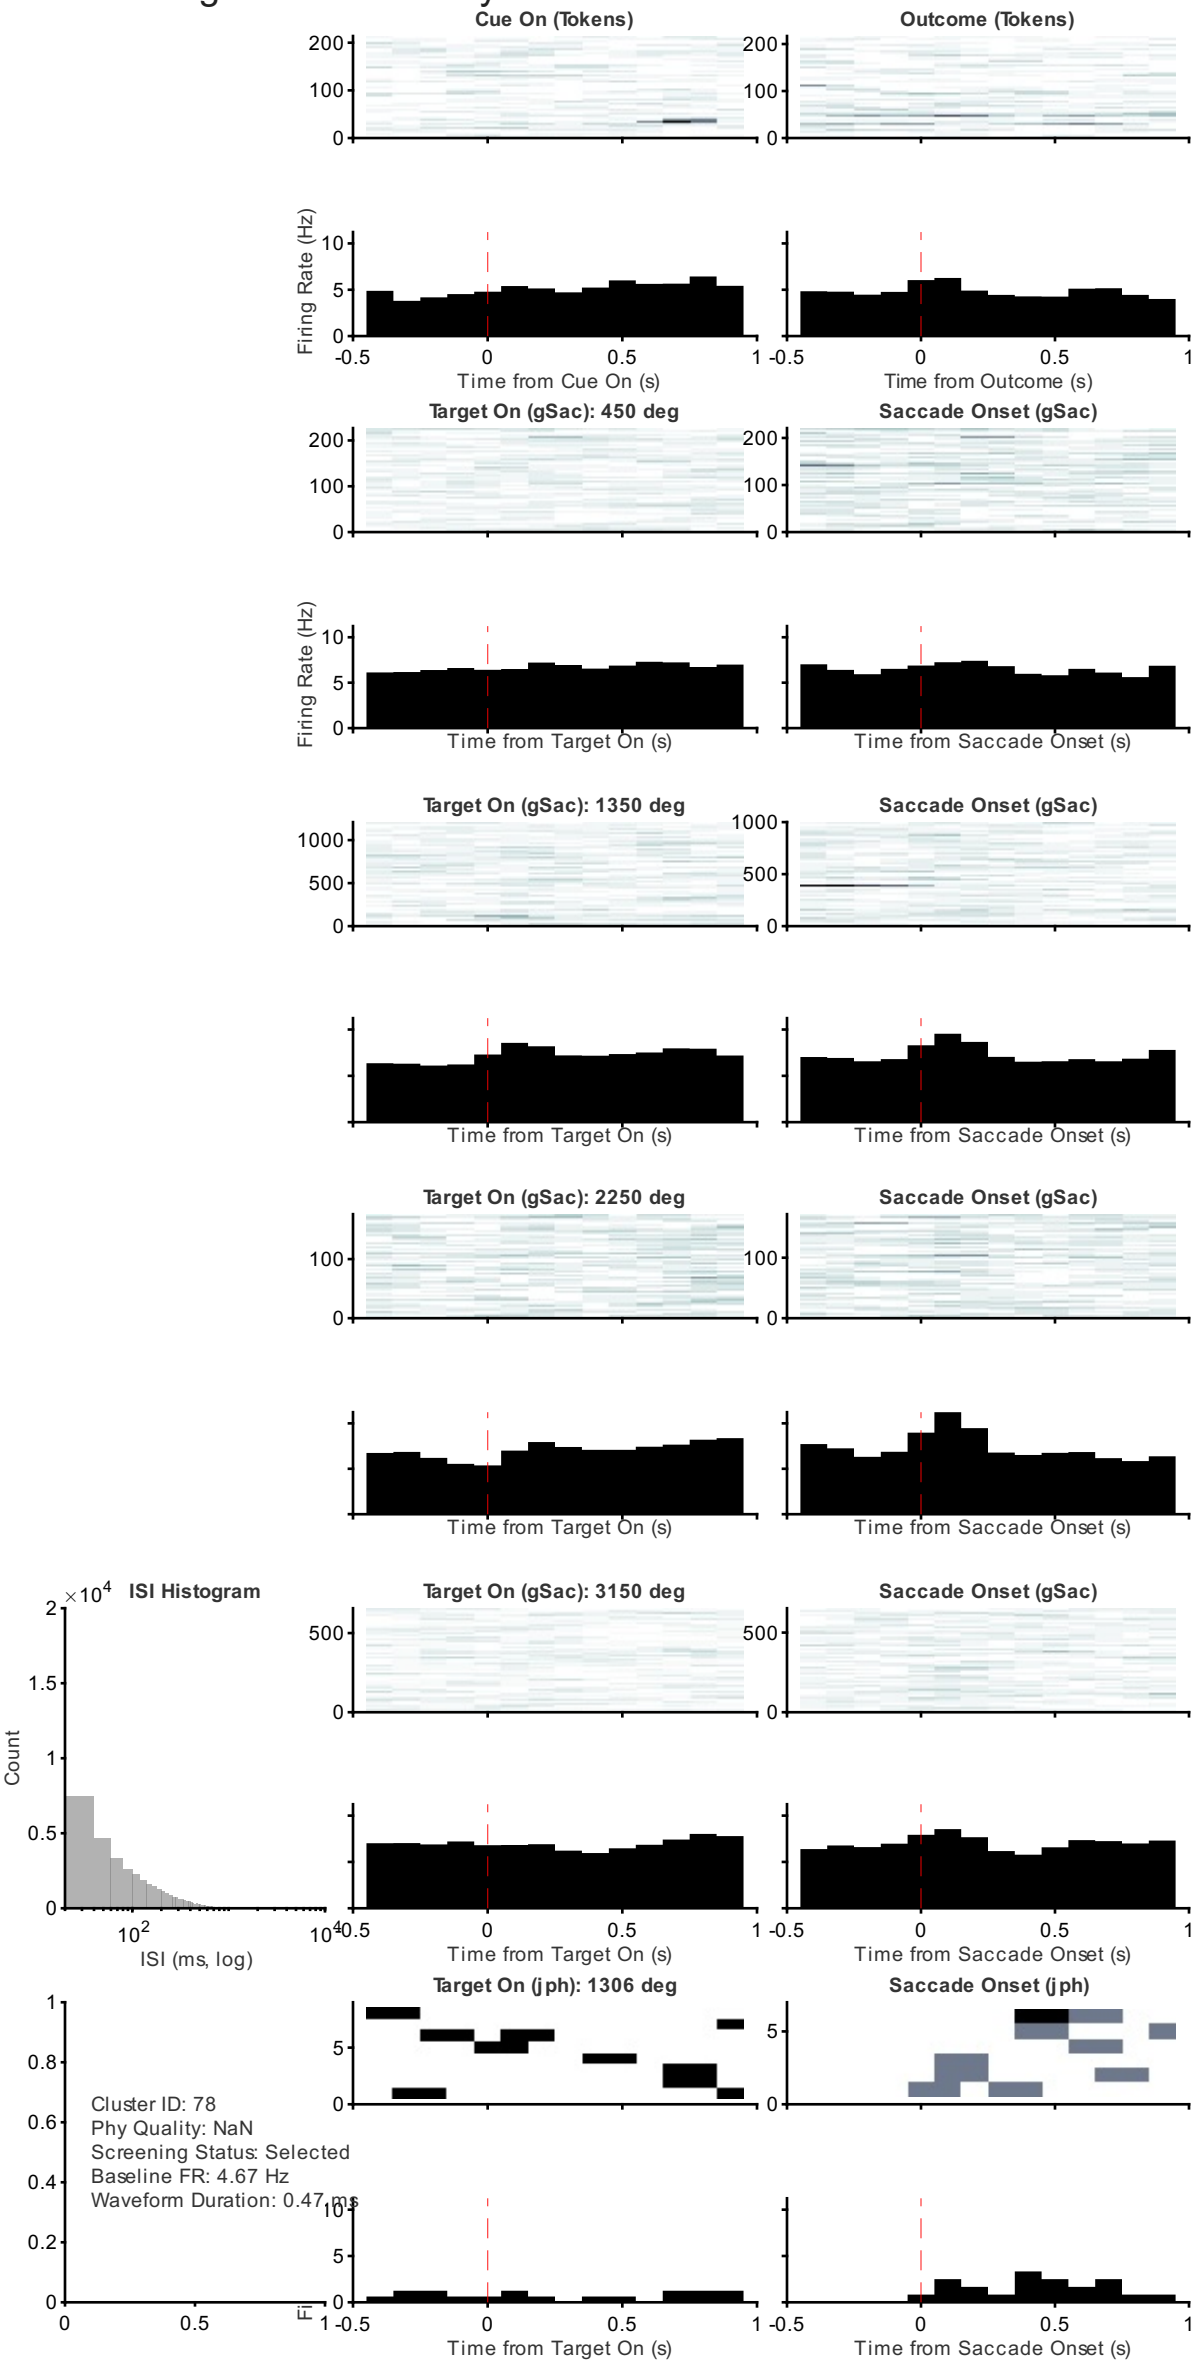 Cue On (Tokens)
Outcome (Tokens)
200
100
0
200
100
0
Firing Rate (Hz)
10
5
0
-0.5 0 0.5 1
-0.5 0 0.5 1
Time from Cue On (s)
Time from Outcome (s)
Target On (gSac): 450 deg
Saccade Onset (gSac)
200
100
0
200
100
0
Firing Rate (Hz)
10
5
0
Time from Target On (s)
Time from Saccade Onset (s)
Target On (gSac): 1350 deg
Saccade Onset (gSac)
1000
500
0
1000
500
0
Time from Target On (s)
Time from Saccade Onset (s)
Target On (gSac): 2250 deg
Saccade Onset (gSac)
100
0
100
0
Time from Target On (s)
Time from Saccade Onset (s)
×10^4 ISI Histogram
2
1.5
1
0.5
0
Count
10^2 10^4
ISI (ms, log)
Target On (gSac): 3150 deg
Saccade Onset (gSac)
500
0
500
0
-0.5 0 0.5 1
-0.5 0 0.5 1
Time from Target On (s)
Time from Saccade Onset (s)
Target On (jph): 1306 deg
Saccade Onset (jph)
5
0
5
0
1
0.8
0.6
0.4
0.2
0
0 0.5 1
Cluster ID: 78
Phy Quality: NaN
Screening Status: Selected
Baseline FR: 4.67 Hz
Waveform Duration: 0.47 ms
Fi
10
5
0
-0.5 0 0.5 1
-0.5 0 0.5 1
Time from Target On (s)
Time from Saccade Onset (s)